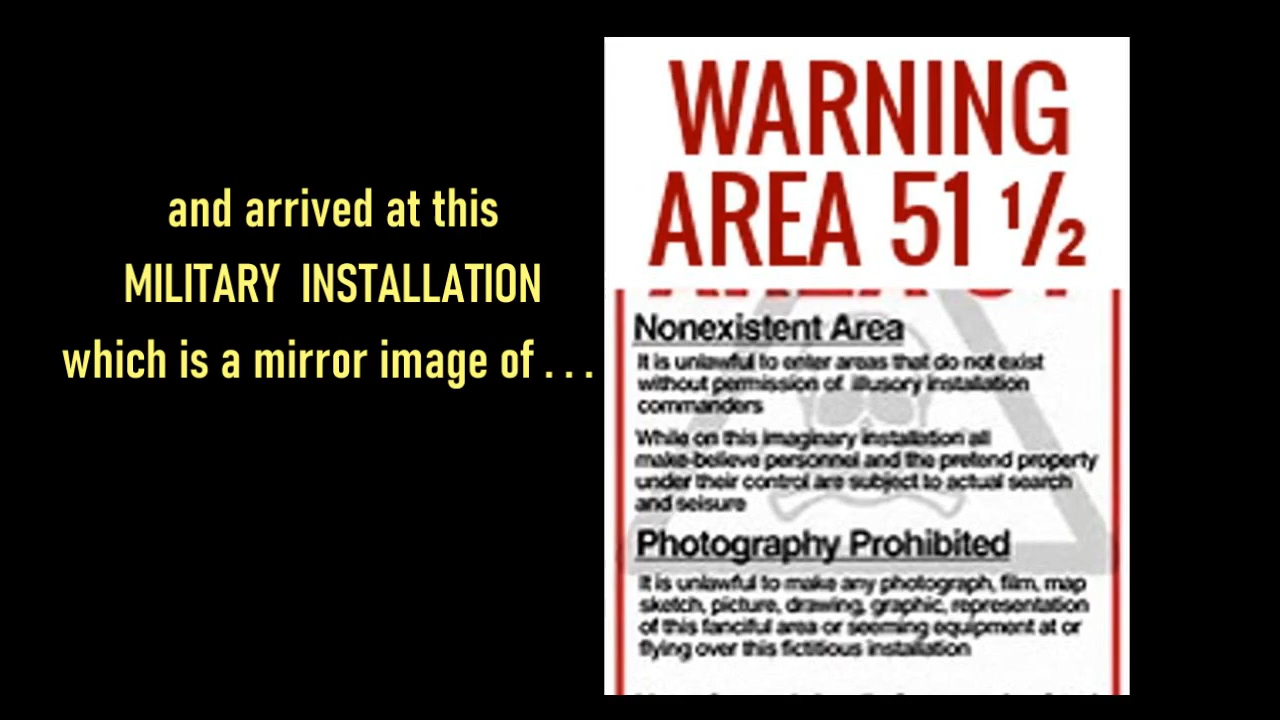 and arrived at this
MILITARY INSTALLATION
which is a mirror image of . . .
WARNING
AREA 51 ½
Nonexistent Area
It is unlawful to enter areas that do not exist
without permission of illusory installation
commanders
While on this imaginary installation all
make-believe personnel and the pretend property
under their control are subject to actual search
and seisure
Photography Prohibited
It is unlawful to make any photograph, film, map
sketch, picture, drawing, graphic, representation
of this fanciful area or seeming equipment at or
flying over this fictitious installation